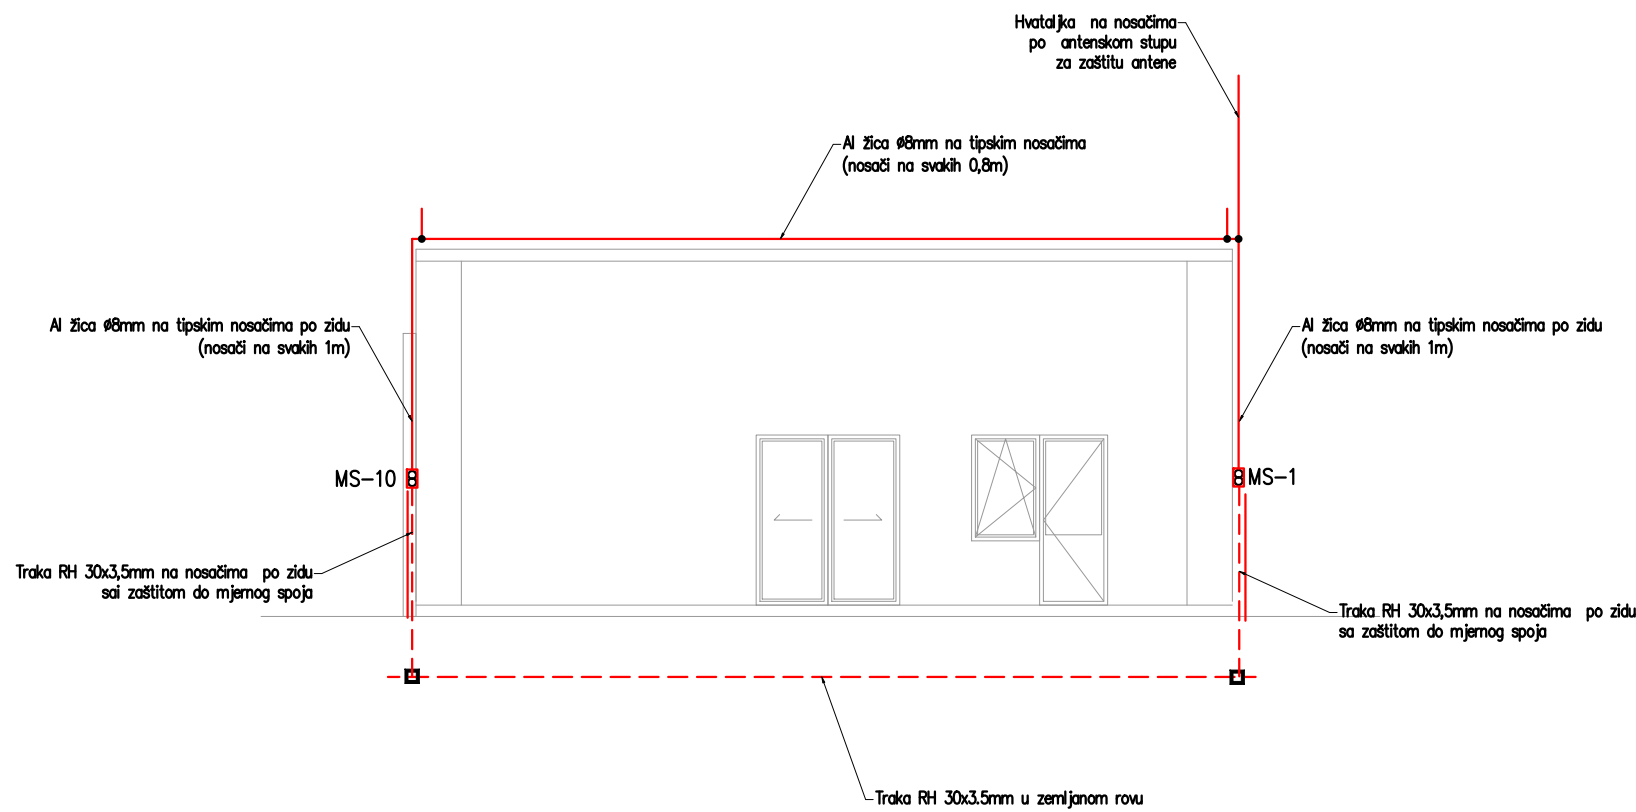 Hvataljka na nosačima
po antenskom stupu
za zaštitu antene
Al žica Ø8mm na tipskim nosačima
(nosači na svakih 0,8m)
Al žica Ø8mm na tipskim nosačima po zidu
(nosači na svakih 1m)
Al žica Ø8mm na tipskim nosačima po zidu
(nosači na svakih 1m)
MS-10
MS-1
Traka RH 30x3,5mm na nosačima po zidu
sai zaštitom do mjernog spoja
Traka RH 30x3,5mm na nosačima po zidu
sa zaštitom do mjernog spoja
Traka RH 30x3.5mm u zemljanom rovu